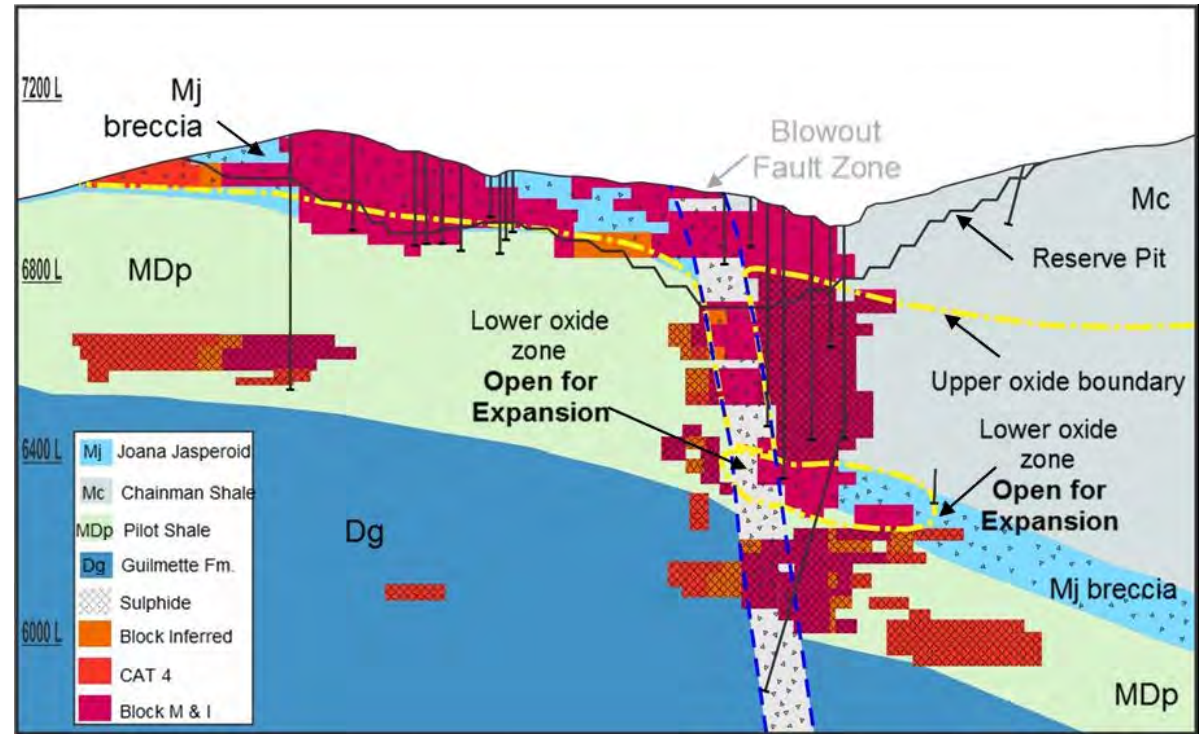 7200 L
Mj
breccia
Blowout
Fault Zone
Mc
Reserve Pit
6800 L
MDp
Lower oxide
zone
Open for
Expansion
Upper oxide boundary
Lower oxide
zone
Open for
Expansion
6400 L
Mj Joana Jasperoid
Mc Chainman Shale
MDp Pilot Shale
Dg Guilmette Fm.
Sulphide
Block Inferred
CAT 4
Block M & I
Dg
Mj breccia
6000 L
MDp